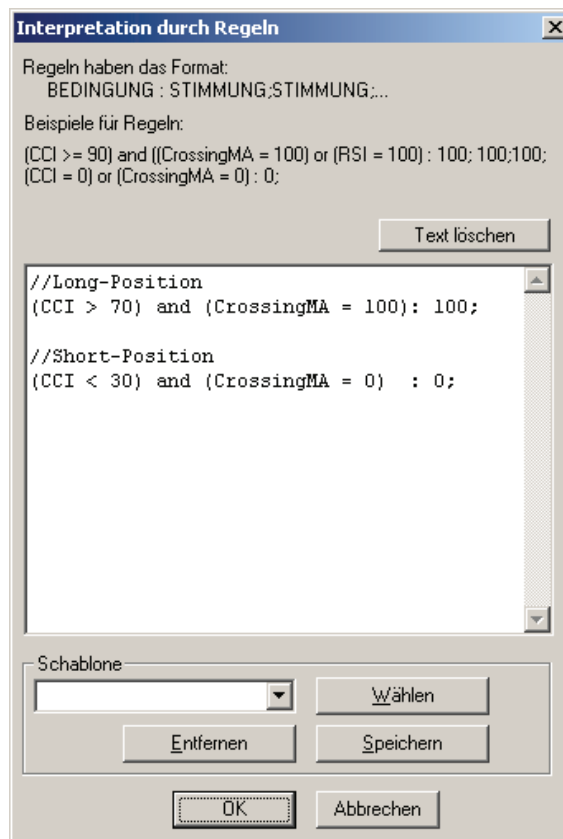 Interpretation durch Regeln
Regeln haben das Format:
BEDINGUNG : STIMMUNG;STIMMUNG;...
Beispiele für Regeln:
(CCI >= 90) and ((CrossingMA = 100) or (RSI = 100) : 100; 100;100;
(CCI = 0) or (CrossingMA = 0) : 0;
Text löschen
//Long-Position
(CCI > 70) and (CrossingMA = 100): 100;
//Short-Position
(CCI < 30) and (CrossingMA = 0)  : 0;
Schablone
Wählen
Entfernen
Speichern
OK
Abbrechen